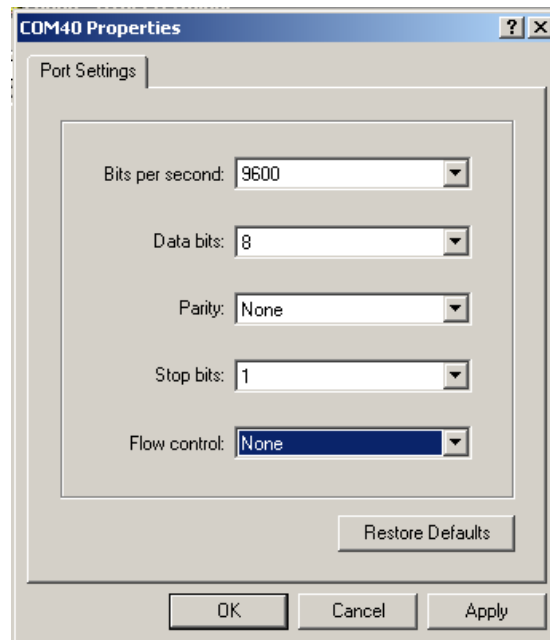 COM40 Properties
Port Settings
Bits per second: 9600
Data bits: 8
Parity: None
Stop bits: 1
Flow control: None
Restore Defaults
OK Cancel Apply